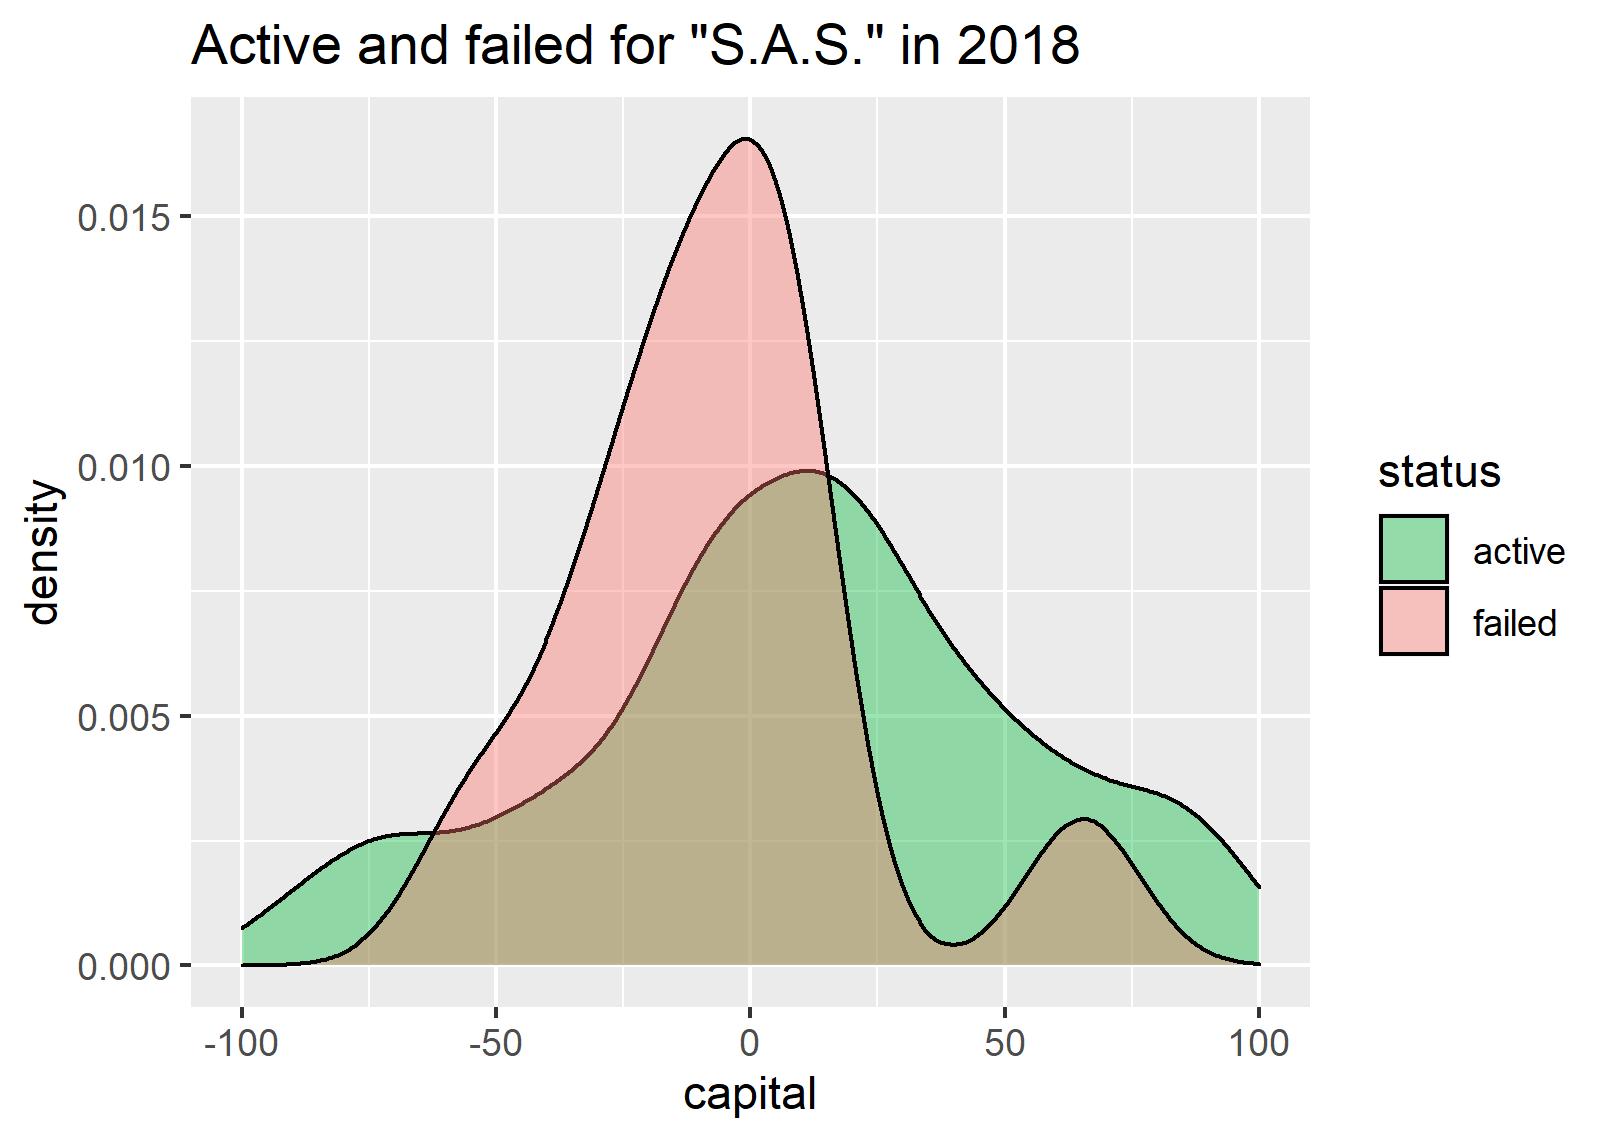 Active and failed for "S.A.S." in 2018
density
0.015
0.010
0.005
0.000
-100 -50 0 50 100
capital
status
active
failed